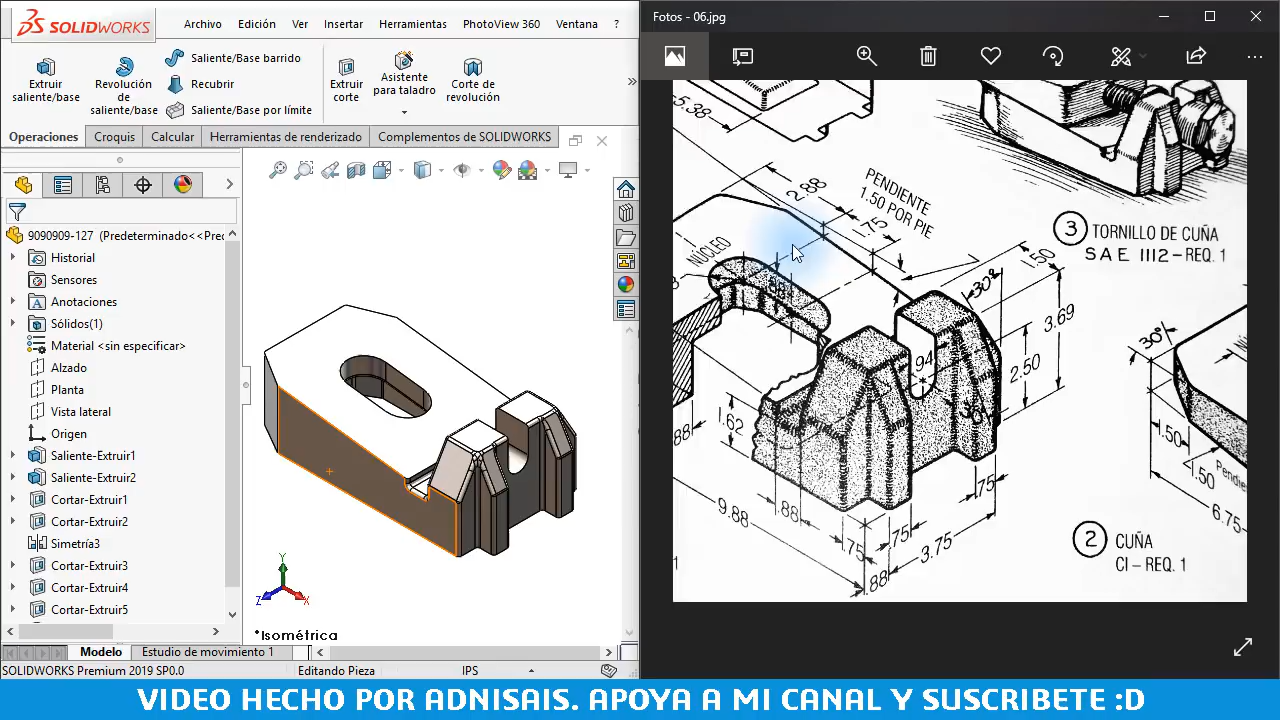 SOLIDWORKS
Archivo Edición Ver Insertar Herramientas PhotoView 360 Ventana ?
Extruir saliente/base
Revolución de saliente/base
Saliente/Base barrido
Recubrir
Saliente/Base por límite
Extruir corte
Asistente para taladro
Corte de revolución
Operaciones Croquis Calcular Herramientas de renderizado Complementos de SOLIDWORKS
9090909-127 (Predeterminado<<Prec
Historial
Sensores
Anotaciones
Sólidos(1)
Material <sin especificar>
Alzado
Planta
Vista lateral
Origen
Saliente-Extruir1
Saliente-Extruir2
Cortar-Extruir1
Cortar-Extruir2
Simetría3
Cortar-Extruir3
Cortar-Extruir4
Cortar-Extruir5
Y
Z
X
*Isométrica
Modelo Estudio de movimiento 1
SOLIDWORKS Premium 2019 SP0.0 Editando Pieza IPS
Fotos - 06.jpg
5.38
2.88
.75
PENDIENTE
1.50 POR PIE
NÚCLEO
3 TORNILLO DE CUÑA
SAE 1112-REQ. 1
1.50
30°
3.69
2.50
.94
1.62
.88
9.88
.88
.75
.75
3.75
.88
.75
30°
1.50
1.50
Pendien
6.75
2 CUÑA
CI-REQ. 1
VIDEO HECHO POR ADNISAIS. APOYA A MI CANAL Y SUSCRIBETE :D